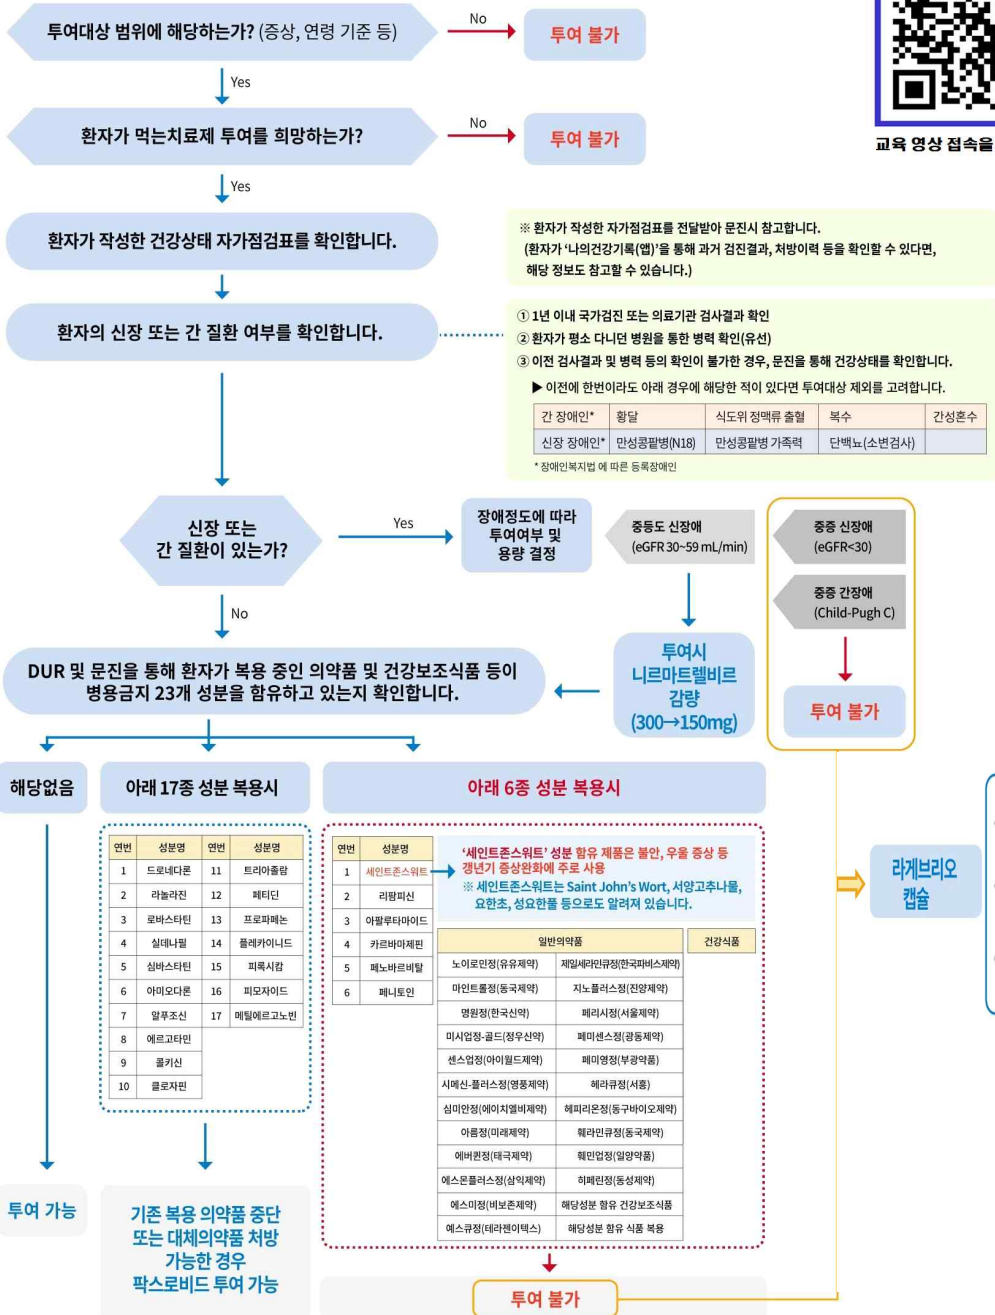 투여대상 범위에 해당하는가? (증상, 연령 기준 등)
No
투여 불가
Yes
교육 영상 접속을
환자가 먹는치료제 투여를 희망하는가?
No
투여 불가
Yes
환자가 작성한 건강상태 자가점검표를 확인합니다.
※ 환자가 작성한 자가점검표를 전달받아 문진시 참고합니다.
(환자가 ‘나의건강기록(앱)’을 통해 과거 검진결과, 처방이력 등을 확인할 수 있다면,
해당 정보도 참고할 수 있습니다.)
환자의 신장 또는 간 질환 여부를 확인합니다.
① 1년 이내 국가검진 또는 의료기관 검사결과 확인
② 환자가 평소 다니던 병원을 통한 병력 확인(유선)
③ 이전 검사결과 및 병력 등의 확인이 불가한 경우, 문진을 통해 건강상태를 확인합니다.
▶ 이전에 한번이라도 아래 경우에 해당한 적이 있다면 투여대상 제외를 고려합니다.
간 장애인* 황달 식도위 정맥류 출혈 복수 간성혼수
신장 장애인* 만성콩팥병(N18) 만성콩팥병 가족력 단백뇨(소변검사)
* 장애인복지법 에 따른 등록장애인
신장 또는
간 질환이 있는가?
Yes
장애정도에 따라
투여여부 및
용량 결정
중등도 신장애
(eGFR 30~59 mL/min)
중증 신장애
(eGFR<30)
중증 간장애
(Child-Pugh C)
No
투여시
니르마트렐비르
감량
(300→150mg)
투여 불가
DUR 및 문진을 통해 환자가 복용 중인 의약품 및 건강보조식품 등이
병용금지 23개 성분을 함유하고 있는지 확인합니다.
해당없음
아래 17종 성분 복용시
아래 6종 성분 복용시
연번 성분명 연번 성분명
1 드로네다론 11 트리아졸람
2 라놀라진 12 페티딘
3 로바스타틴 13 프로파페논
4 실데나필 14 플레카이니드
5 심바스타틴 15 피록시캄
6 아미오다론 16 피모자이드
7 알푸조신 17 메틸에르고노빈
8 에르고타민
9 콜키신
10 클로자핀
연번 성분명
1 세인트존스워트
2 리팜피신
3 아팔루타마이드
4 카르바마제핀
5 페노바르비탈
6 페니토인
‘세인트존스워트’ 성분 함유 제품은 불안, 우울 증상 등
갱년기 증상완화에 주로 사용
※ 세인트존스워트는 Saint John’s Wort, 서양고추나물,
요한초, 성요한풀 등으로도 알려져 있습니다.
일반의약품 건강식품
노이로민정(유유제약) 제일세라민큐정(한국파비스제약)
마인트롤정(동국제약) 지노플러스정(진양제약)
명원정(한국신약) 페리시정(서울제약)
미시업정-골드(정우신약) 페미센스정(광동제약)
센스업정(아이월드제약) 페미영정(부광약품)
시메신-플러스정(영풍제약) 헤라큐정(서흥)
심미안정(에이치엘비제약) 헤피리온정(동구바이오제약)
아름정(미래제약) 훼라민큐정(동국제약)
에버퀸정(태극제약) 훼민업정(일양약품)
에스몬플러스정(삼익제약) 히페린정(동성제약)
에스미정(비보존제약) 해당성분 함유 건강보조식품
예스큐정(테라젠이텍스) 해당성분 함유 식품 복용
라게브리오
캡슐
투여 가능
기존 복용 의약품 중단
또는 대체의약품 처방
가능한 경우
팍스로비드 투여 가능
투여 불가